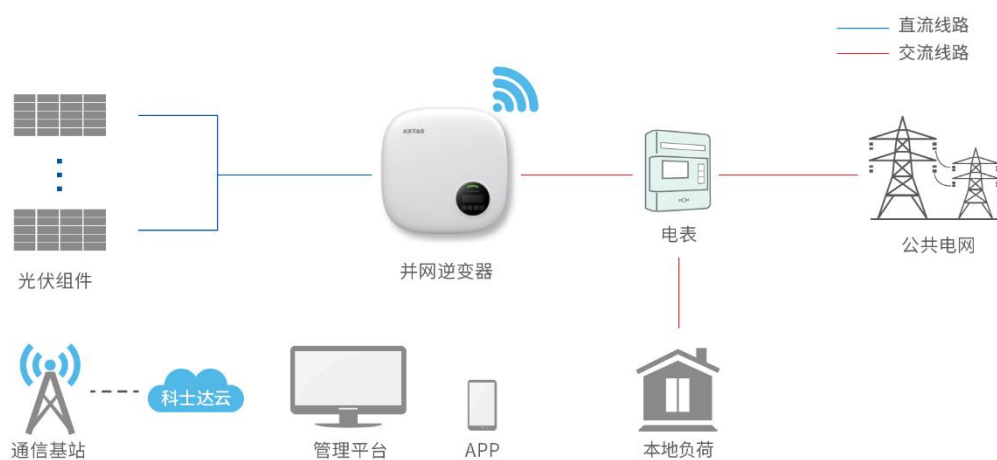 直流线路
交流线路
KSTAR
电表
公共电网
并网逆变器
光伏组件
科士达云
通信基站
管理平台
APP
本地负荷